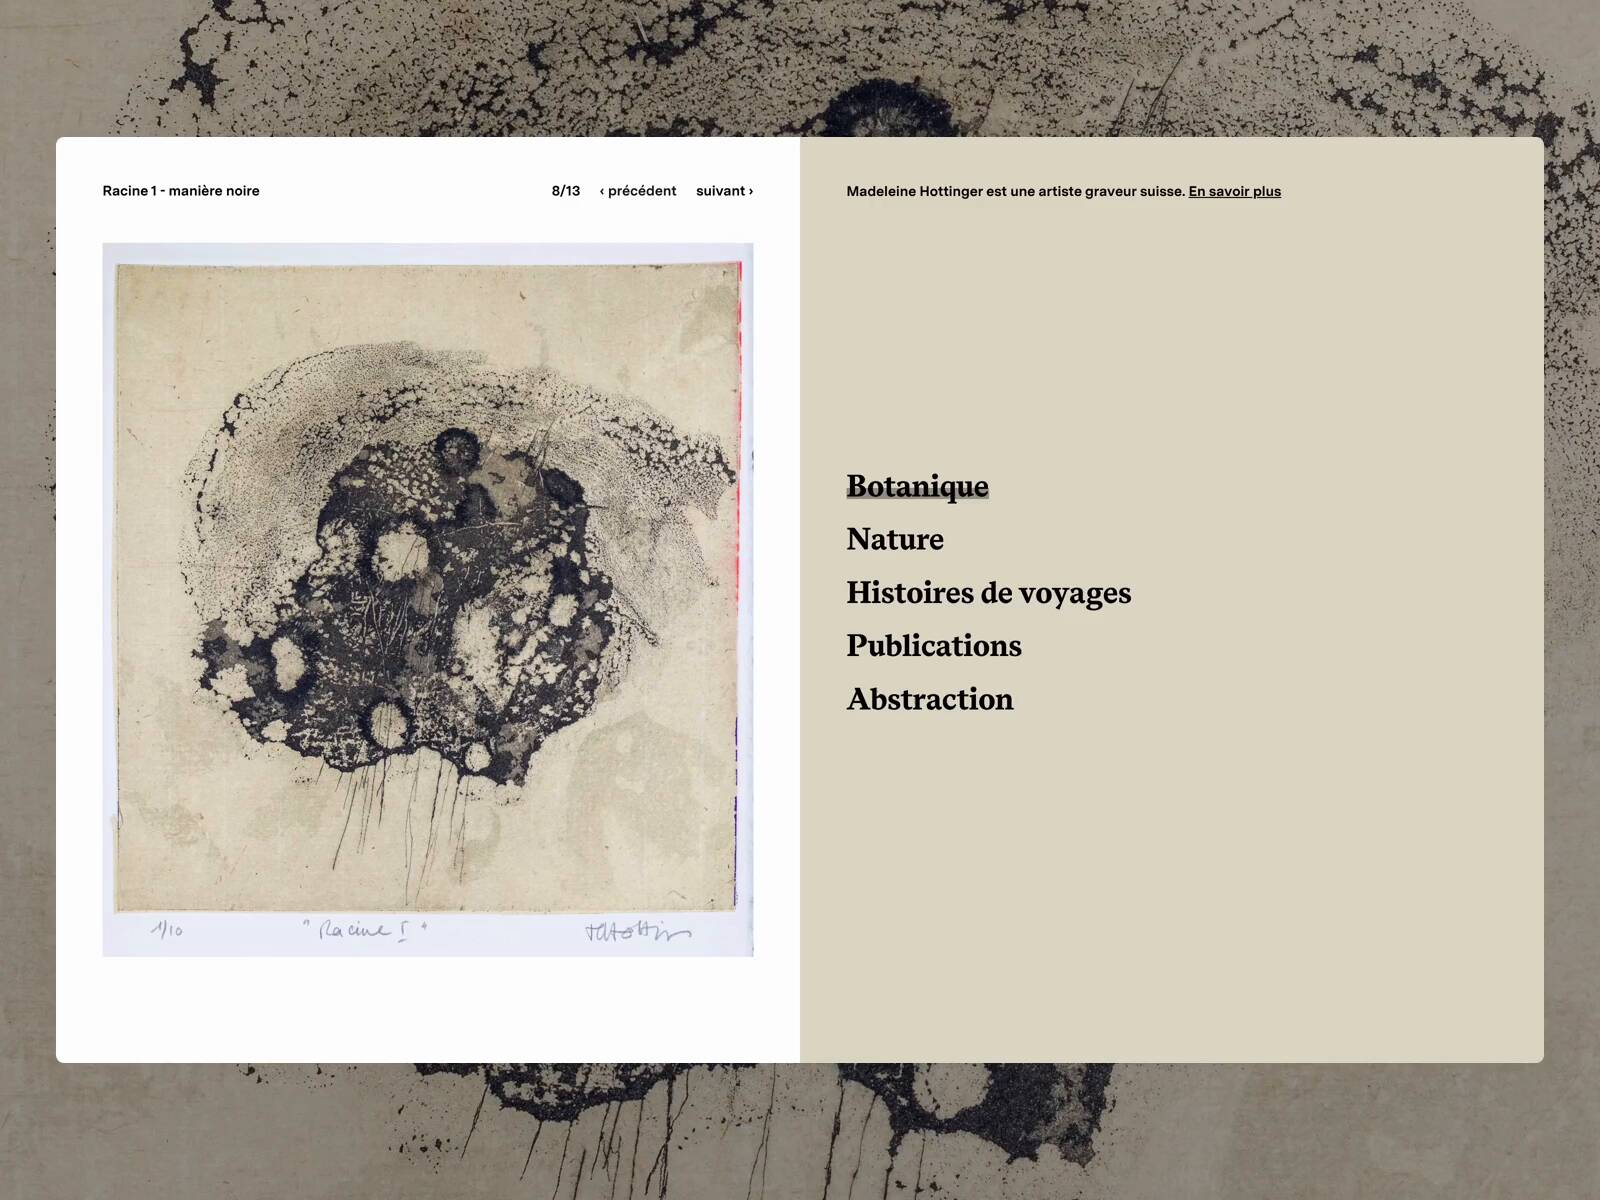 Racine 1 - manière noire
8/13 ‹ précédent suivant ›
1/10 "Racine I"
Madeleine Hottinger est une artiste graveur suisse. En savoir plus
Botanique
Nature
Histoires de voyages
Publications
Abstraction